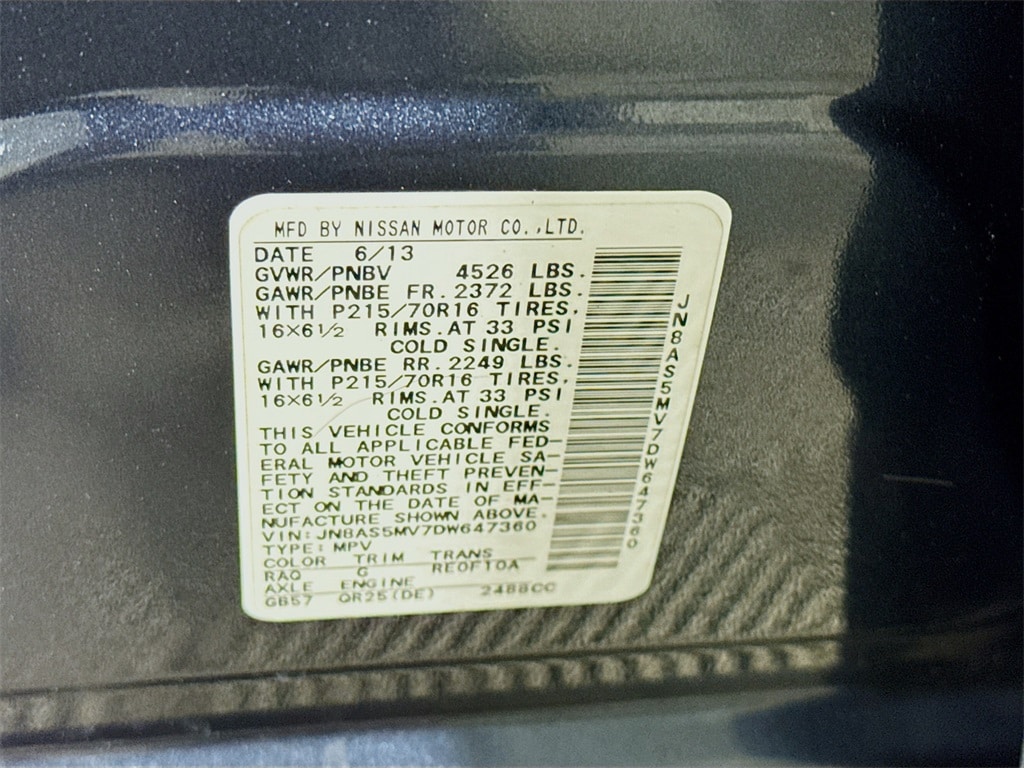 MFD BY NISSAN MOTOR CO.,LTD.
DATE 6/13
GVWR/PNBV 4526 LBS.
GAWR/PNBE FR.2372 LBS.
WITH P215/70R16 TIRES,
16X6½ RIMS.AT 33 PSI
COLD SINGLE.
GAWR/PNBE RR.2249 LBS.
WITH P215/70R16 TIRES,
16X6½ RIMS.AT 33 PSI
COLD SINGLE.
THIS VEHICLE CONFORMS
TO ALL APPLICABLE FED-
ERAL MOTOR VEHICLE SA-
FETY AND THEFT PREVEN-
TION STANDARDS IN EFF-
ECT ON THE DATE OF MA-
NUFACTURE SHOWN ABOVE.
VIN:JN8AS5MV7DW647360
TYPE:MPV
COLOR TRIM TRANS
RAQ G RE0F10A
AXLE ENGINE
GB57 QR25(DE) 2488CC
JN8AS5MV7DW647360